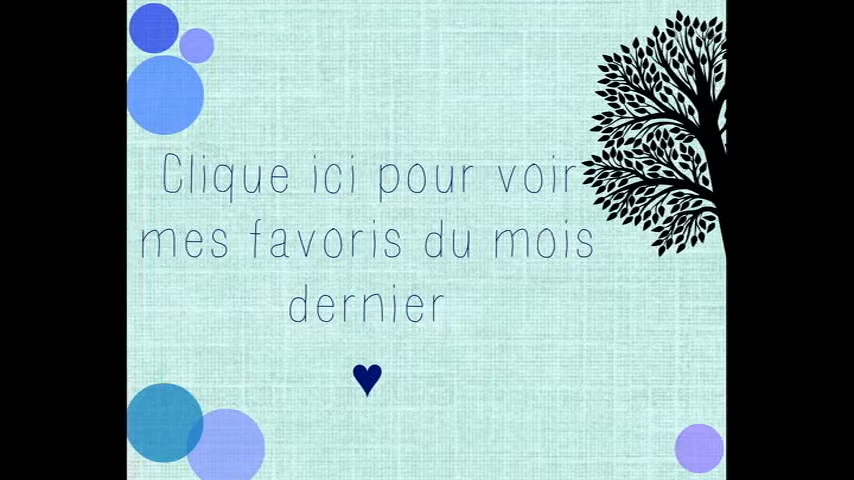 Clique ici pour voir
mes favoris du mois
dernier
♥